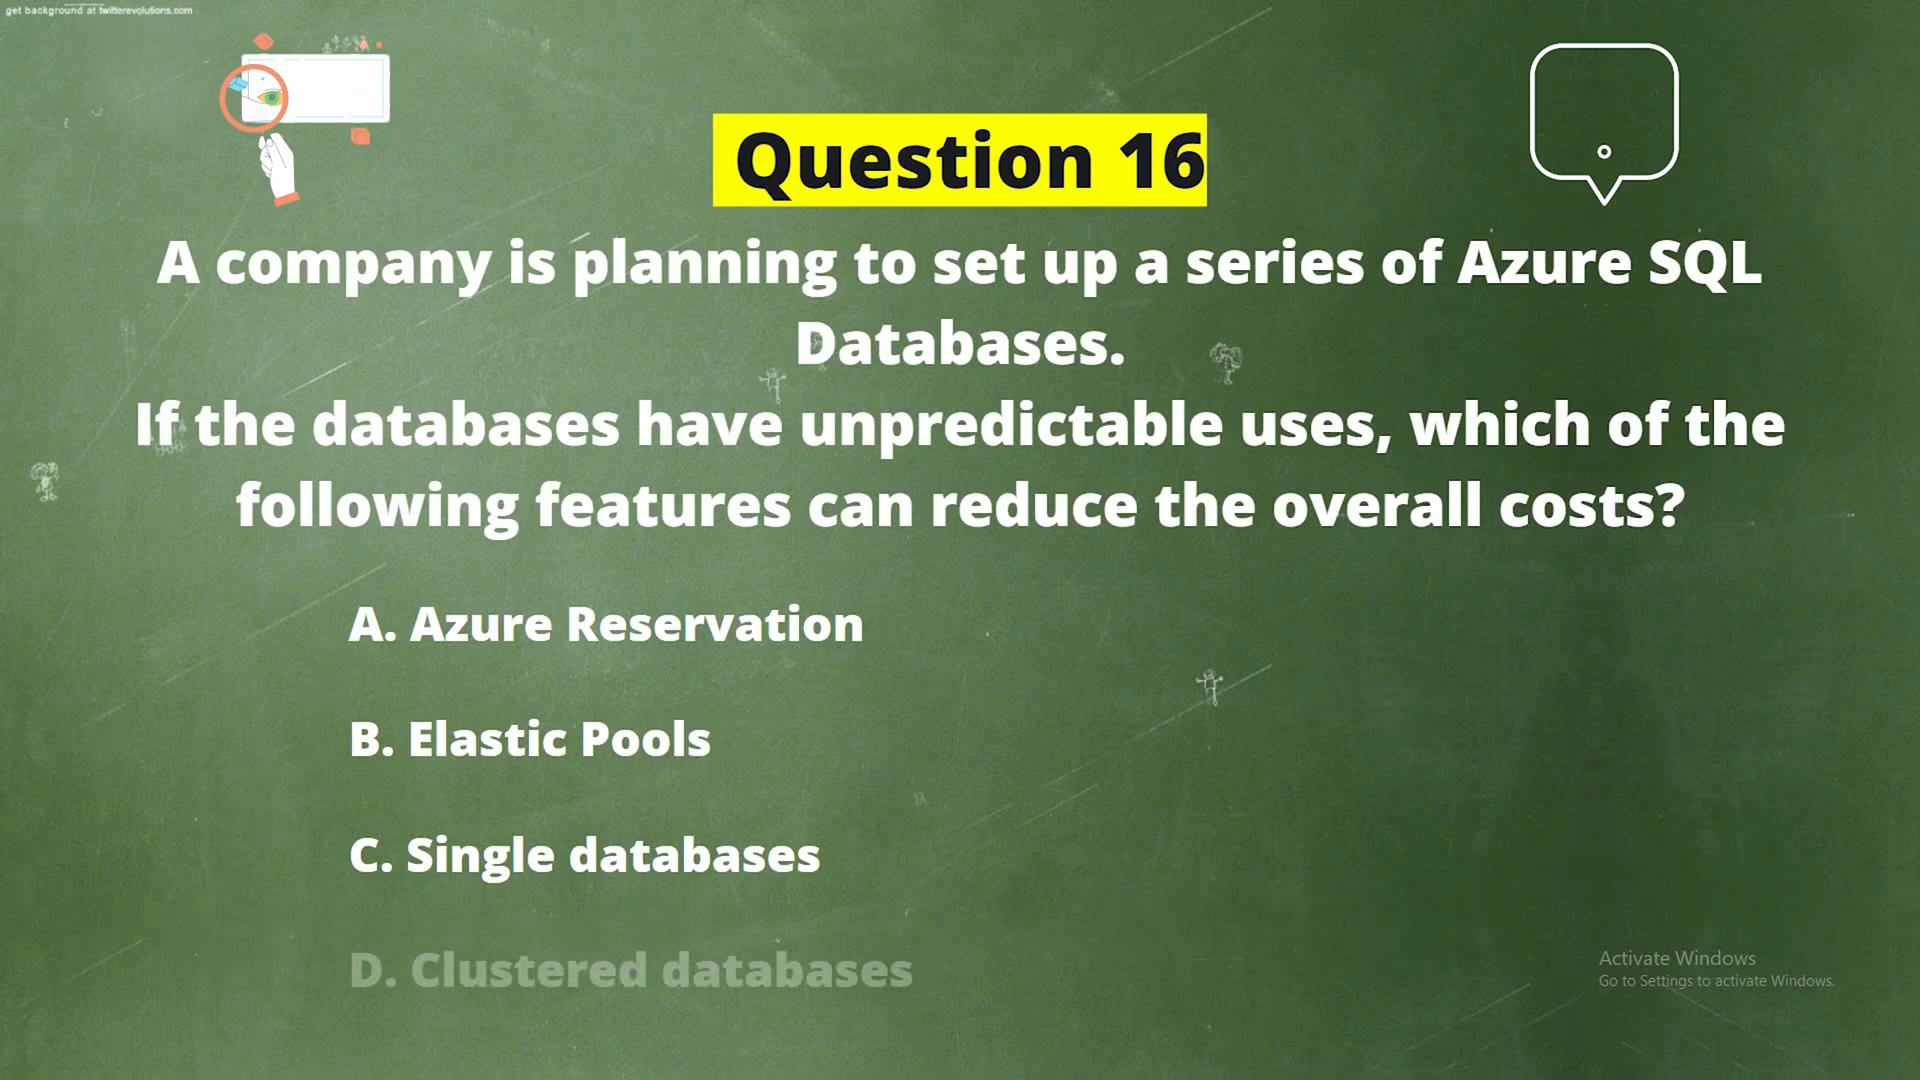 get background at twitterevolutions.com
Question 16
A company is planning to set up a series of Azure SQL
Databases.
If the databases have unpredictable uses, which of the
following features can reduce the overall costs?
A. Azure Reservation
B. Elastic Pools
C. Single databases
D. Clustered databases
Activate Windows
Go to Settings to activate Windows.